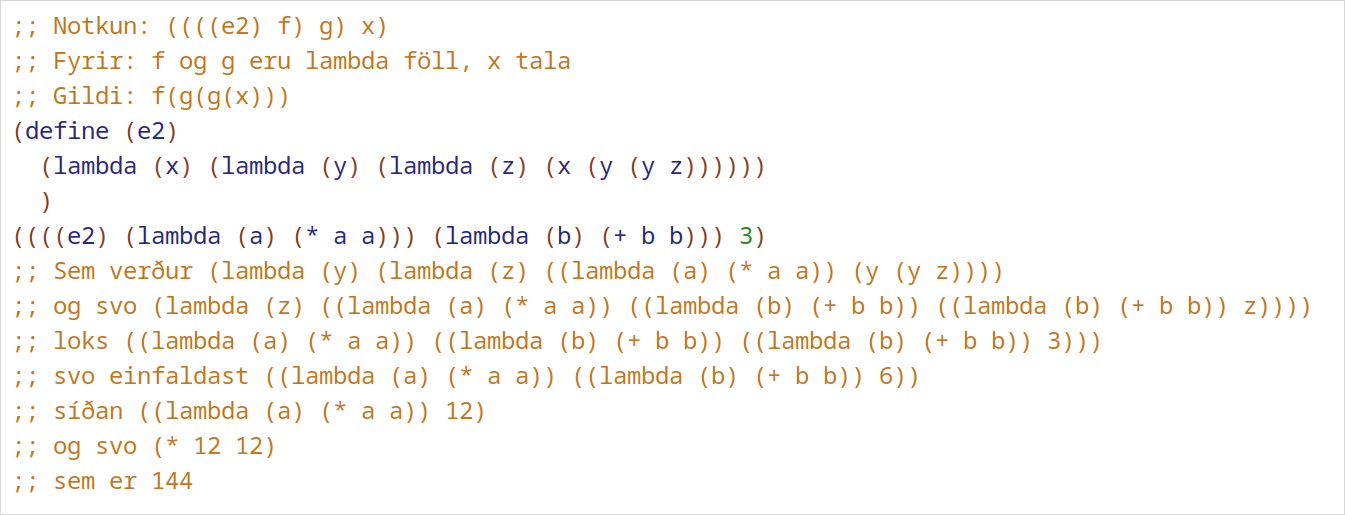 ;; Notkun: ((((e2) f) g) x)
;; Fyrir: f og g eru lambda föll, x tala
;; Gildi: f(g(g(x)))
(define (e2)
  (lambda (x) (lambda (y) (lambda (z) (x (y (y z))))))
  )
((((e2) (lambda (a) (* a a))) (lambda (b) (+ b b))) 3)
;; Sem verður (lambda (y) (lambda (z) ((lambda (a) (* a a)) (y (y z))))
;; og svo (lambda (z) ((lambda (a) (* a a)) ((lambda (b) (+ b b)) ((lambda (b) (+ b b)) z))))
;; loks ((lambda (a) (* a a)) ((lambda (b) (+ b b)) ((lambda (b) (+ b b)) 3)))
;; svo einfaldast ((lambda (a) (* a a)) ((lambda (b) (+ b b)) 6))
;; síðan ((lambda (a) (* a a)) 12)
;; og svo (* 12 12)
;; sem er 144